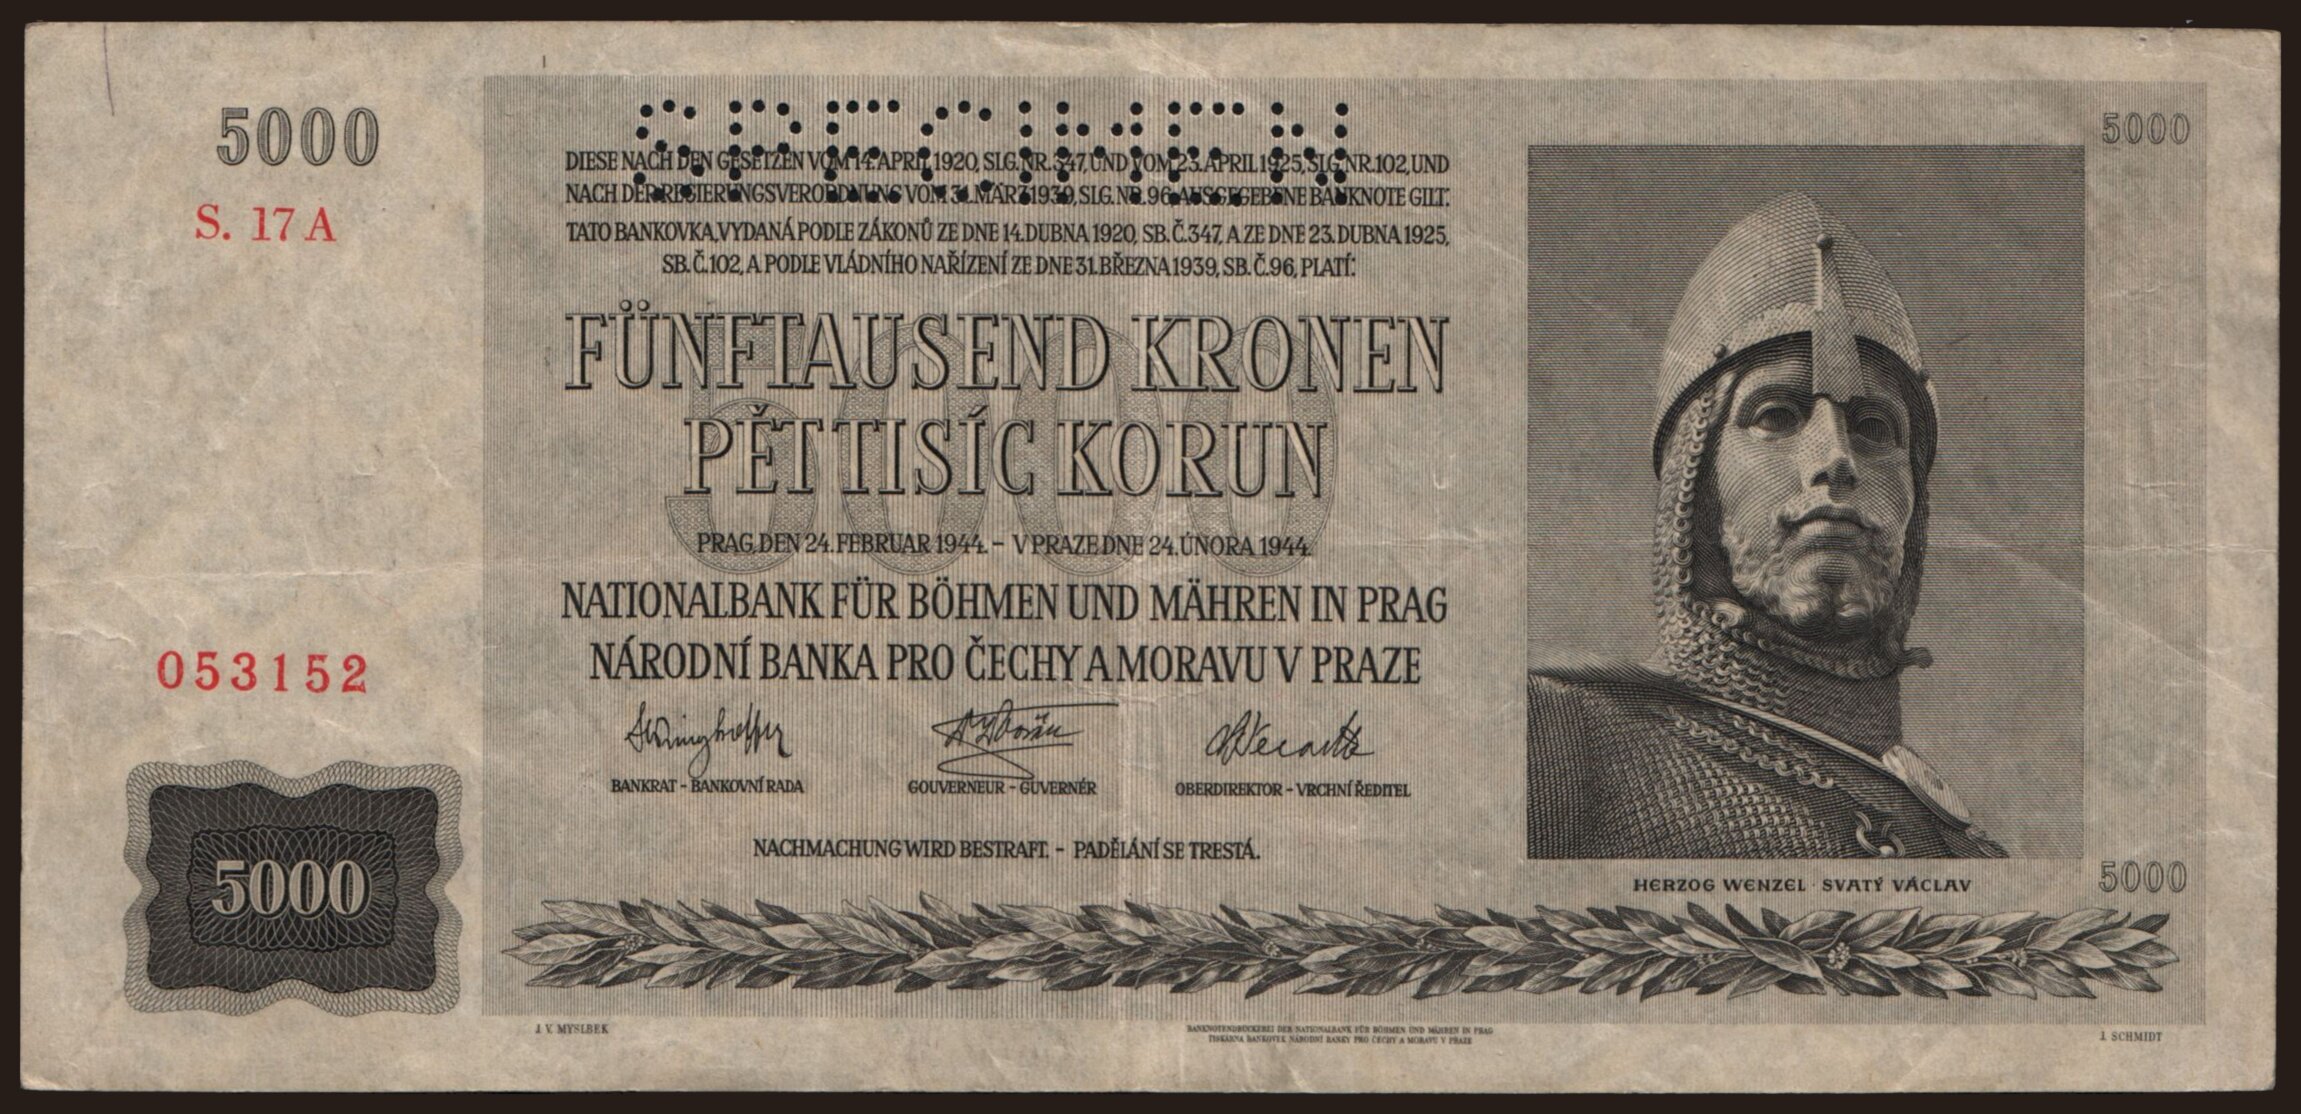 SPECIMEN
5000
5000
S. 17 A
DIESE NACH DEN GESETZEN VOM 14. APRIL 1920, SLG. NR. 347, UND VOM 23. APRIL 1925, SLG. NR. 102, UND
NACH DER REGIERUNGSVERORDNUNG VOM 31. MÄRZ 1939, SLG. NR. 96 AUSGEGEBENE BANKNOTE GILT:
TATO BANKOVKA, VYDANÁ PODLE ZÁKONŮ ZE DNE 14. DUBNA 1920, SB. Č. 347, A ZE DNE 23. DUBNA 1925,
SB. Č. 102, A PODLE VLÁDNÍHO NAŘÍZENÍ ZE DNE 31. BŘEZNA 1939, SB. Č. 96, PLATÍ:
FÜNFTAUSEND KRONEN
PĚT TISÍC KORUN
5000
PRAG, DEN 24. FEBRUAR 1944. – V PRAZE DNE 24. ÚNORA 1944.
NATIONALBANK FÜR BÖHMEN UND MÄHREN IN PRAG
NÁRODNÍ BANKA PRO ČECHY A MORAVU V PRAZE
053152
BANKRAT – BANKOVNÍ RADA
GOUVERNEUR – GUVERNÉR
OBERDIREKTOR – VRCHNÍ ŘEDITEL
NACHMACHUNG WIRD BESTRAFT. – PADĚLÁNÍ SE TRESTÁ.
5000
HERZOG WENZEL · SVATÝ VÁCLAV
5000
J. V. MYSLBEK
BANKNOTENDRUCKEREI DER NATIONALBANK FÜR BÖHMEN UND MÄHREN IN PRAG
TISKÁRNA BANKOVEK NÁRODNÍ BANKY PRO ČECHY A MORAVU V PRAZE
J. SCHMIDT